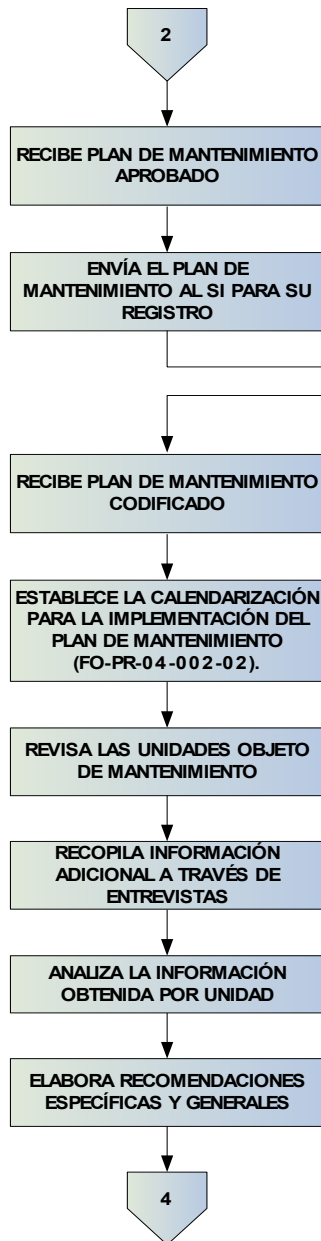 2
RECIBE PLAN DE MANTENIMIENTO
APROBADO
ENVÍA EL PLAN DE
MANTENIMIENTO AL SI PARA SU
REGISTRO
RECIBE PLAN DE MANTENIMIENTO
CODIFICADO
ESTABLECE LA CALENDARIZACIÓN
PARA LA IMPLEMENTACIÓN DEL
PLAN DE MANTENIMIENTO
(FO-PR-04-002-02).
REVISA LAS UNIDADES OBJETO
DE MANTENIMIENTO
RECOPILA INFORMACIÓN
ADICIONAL A TRAVÉS DE
ENTREVISTAS
ANALIZA LA INFORMACIÓN
OBTENIDA POR UNIDAD
ELABORA RECOMENDACIONES
ESPECÍFICAS Y GENERALES
4